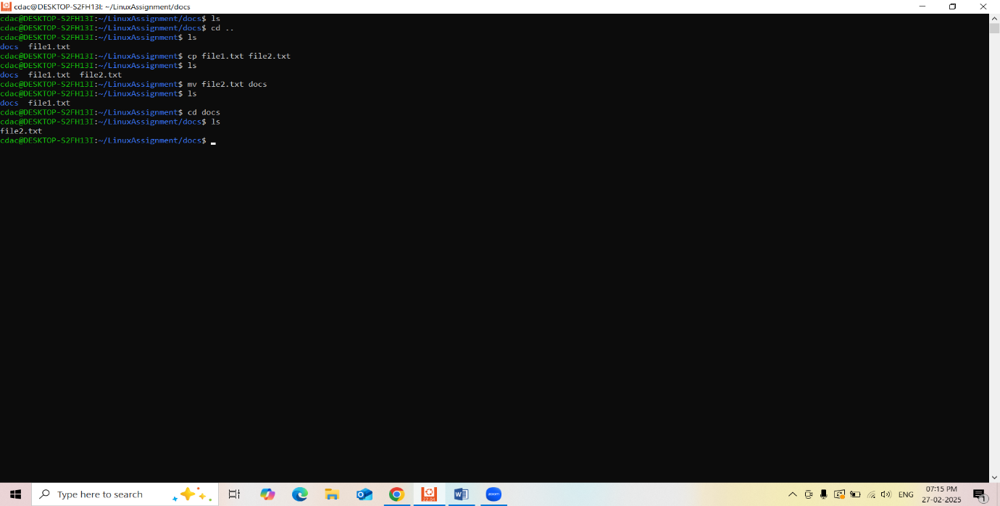 cdac@DESKTOP-S2FH13I: ~/LinuxAssignment/docs
cdac@DESKTOP-S2FH13I:~/LinuxAssignment/docs$ ls
cdac@DESKTOP-S2FH13I:~/LinuxAssignment/docs$ cd ..
cdac@DESKTOP-S2FH13I:~/LinuxAssignment$ ls
docs  file1.txt
cdac@DESKTOP-S2FH13I:~/LinuxAssignment$ cp file1.txt file2.txt
cdac@DESKTOP-S2FH13I:~/LinuxAssignment$ ls
docs  file1.txt  file2.txt
cdac@DESKTOP-S2FH13I:~/LinuxAssignment$ mv file2.txt docs
cdac@DESKTOP-S2FH13I:~/LinuxAssignment$ ls
docs  file1.txt
cdac@DESKTOP-S2FH13I:~/LinuxAssignment$ cd docs
cdac@DESKTOP-S2FH13I:~/LinuxAssignment/docs$ ls
file2.txt
cdac@DESKTOP-S2FH13I:~/LinuxAssignment/docs$
Type here to search
22.04
zoom
ENG
07:15 PM
27-02-2025
1